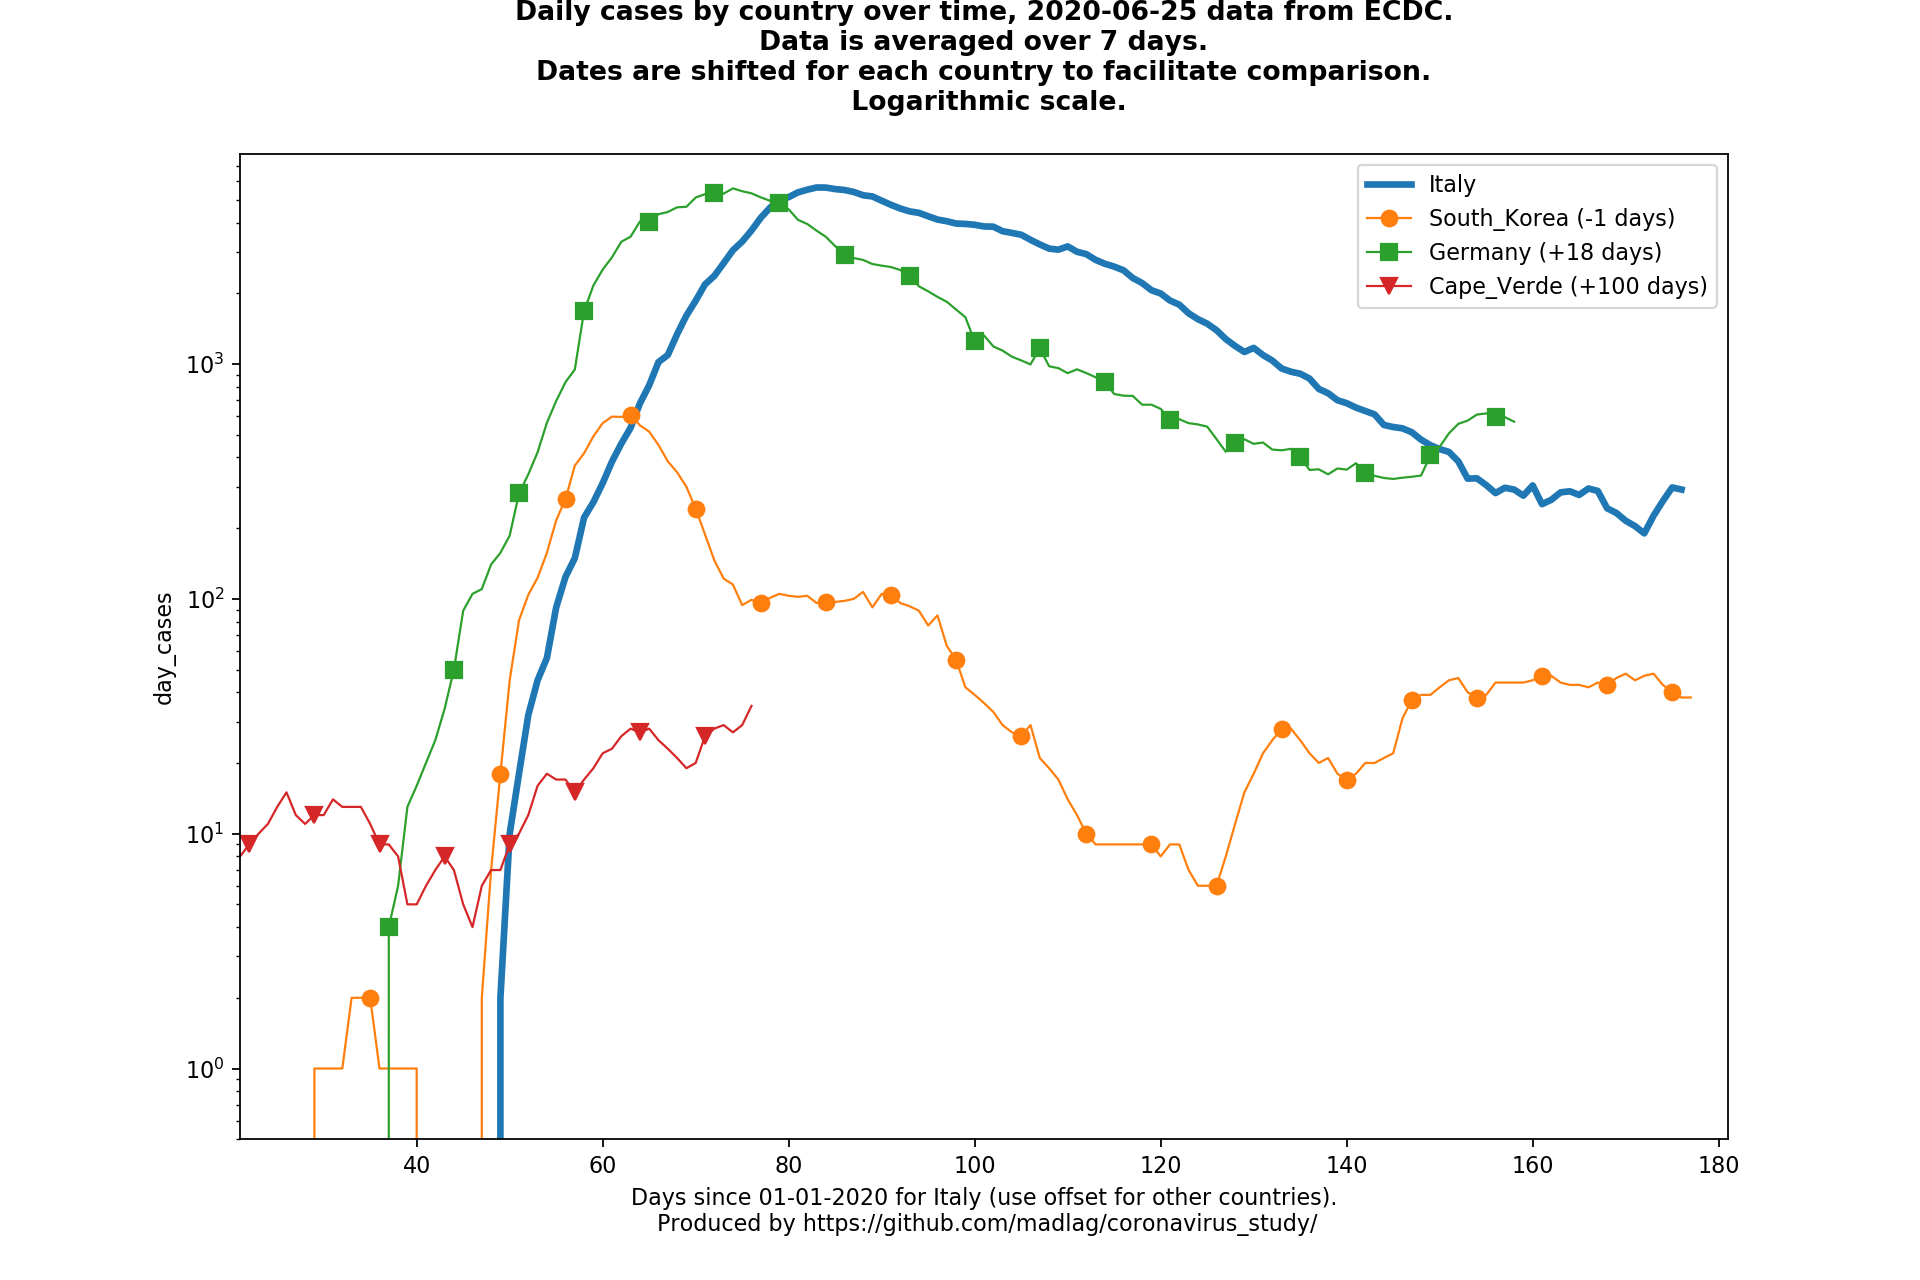 Daily cases by country over time, 2020-06-25 data from ECDC.
Data is averaged over 7 days.
Dates are shifted for each country to facilitate comparison.
Logarithmic scale.
Italy
South_Korea (-1 days)
Germany (+18 days)
Cape_Verde (+100 days)
10³
10²
10¹
10⁰
day_cases
40 60 80 100 120 140 160 180
Days since 01-01-2020 for Italy (use offset for other countries).
Produced by https://github.com/madlag/coronavirus_study/